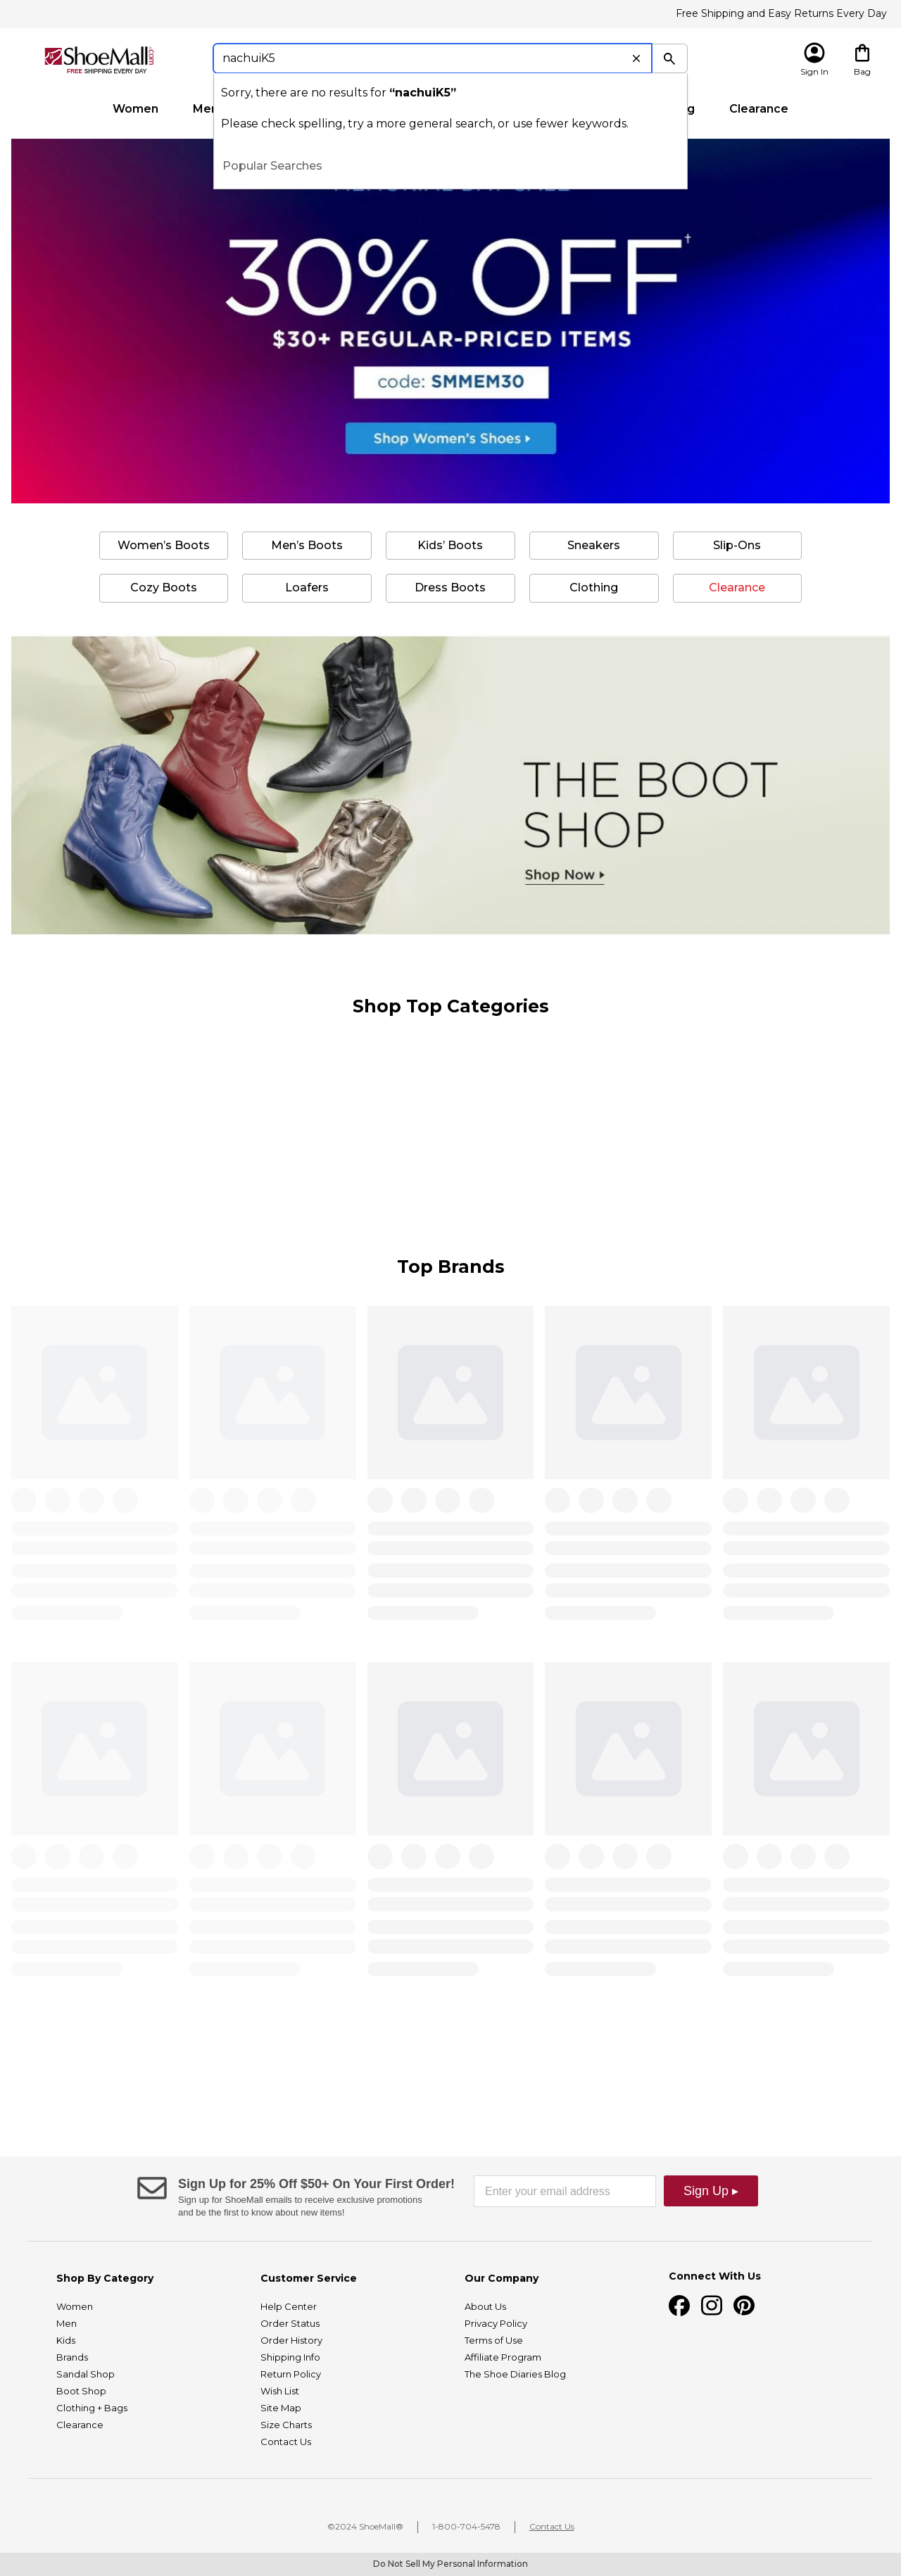 Free Shipping and Easy Returns Every Day
ShoeMall.COM
FREE SHIPPING EVERY DAY
nachuiK5
Sign In
Bag
Women
Clearance
Sorry, there are no results for “nachuiK5”
Please check spelling, try a more general search, or use fewer keywords.
Popular Searches
30% OFF†
$30+ REGULAR-PRICED ITEMS
code: SMMEM30
Shop Women's Shoes
Women's Boots
Men's Boots
Kids' Boots
Sneakers
Slip-Ons
Cozy Boots
Loafers
Dress Boots
Clothing
Clearance
THE BOOT
SHOP
Shop Now
Shop Top Categories
Top Brands
Sign Up for 25% Off $50+ On Your First Order!
Sign up for ShoeMall emails to receive exclusive promotions
and be the first to know about new items!
Enter your email address
Sign Up ▸
Shop By Category
Women
Men
Kids
Brands
Sandal Shop
Boot Shop
Clothing + Bags
Clearance
Customer Service
Help Center
Order Status
Order History
Shipping Info
Return Policy
Wish List
Site Map
Size Charts
Contact Us
Our Company
About Us
Privacy Policy
Terms of Use
Affiliate Program
The Shoe Diaries Blog
Connect With Us
©2024 ShoeMall®
1-800-704-5478
Contact Us
Do Not Sell My Personal Information